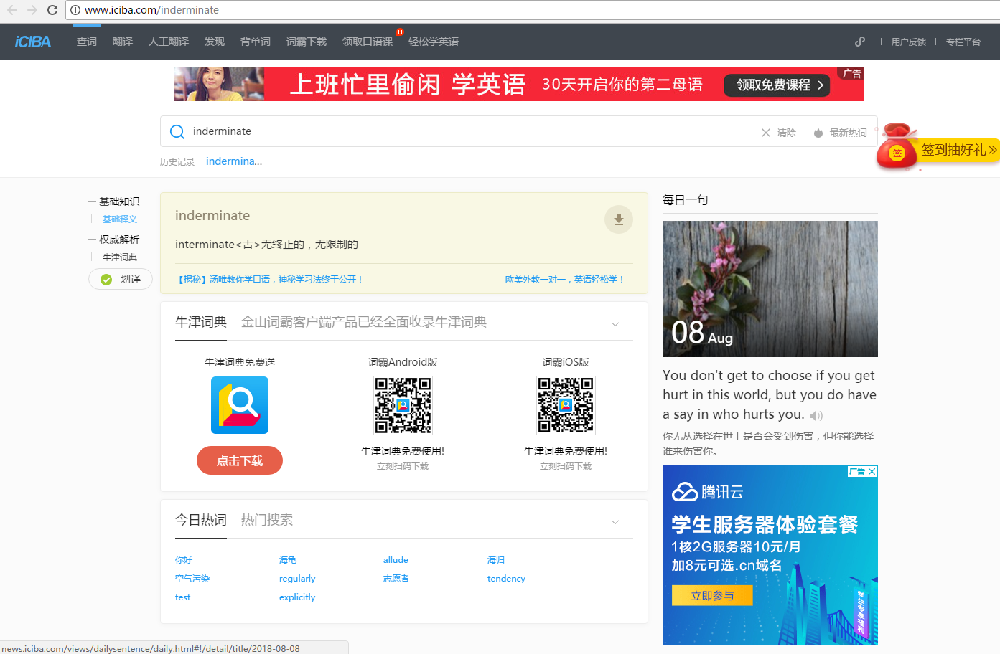 www.iciba.com/inderminate
iCIBA 查词 翻译 人工翻译 发现 背单词 词霸下载 领取口语课 H 轻松学英语 用户反馈 专栏平台
上班忙里偷闲 学英语 30天开启你的第二母语 领取免费课程 广告
inderminate 清除 最新热词
签 签到抽好礼
历史记录 indermina...
基础知识
基础释义
权威解析
牛津词典
划译
inderminate
interminate<古>无终止的，无限制的
【揭秘】汤唯教你学口语，神秘学习法终于公开！ 欧美外教一对一，英语轻松学！
牛津词典 金山词霸客户端产品已经全面收录牛津词典
牛津词典免费送 词霸Android版 词霸iOS版
点击下载 牛津词典免费使用! 牛津词典免费使用!
立刻扫码下载 立刻扫码下载
今日热词 热门搜索
你好 海龟 allude 海归
空气污染 regularly 志愿者 tendency
test explicitly
每日一句
08 Aug
You don't get to choose if you get
hurt in this world, but you do have
a say in who hurts you.
你无从选择在世上是否会受到伤害，但你能选择
谁来伤害你。
广告
腾讯云
学生服务器体验套餐
1核2G服务器10元/月
加8元可选.cn域名
立即参与
学生专享福利
news.iciba.com/views/dailysentence/daily.html#!/detail/title/2018-08-08